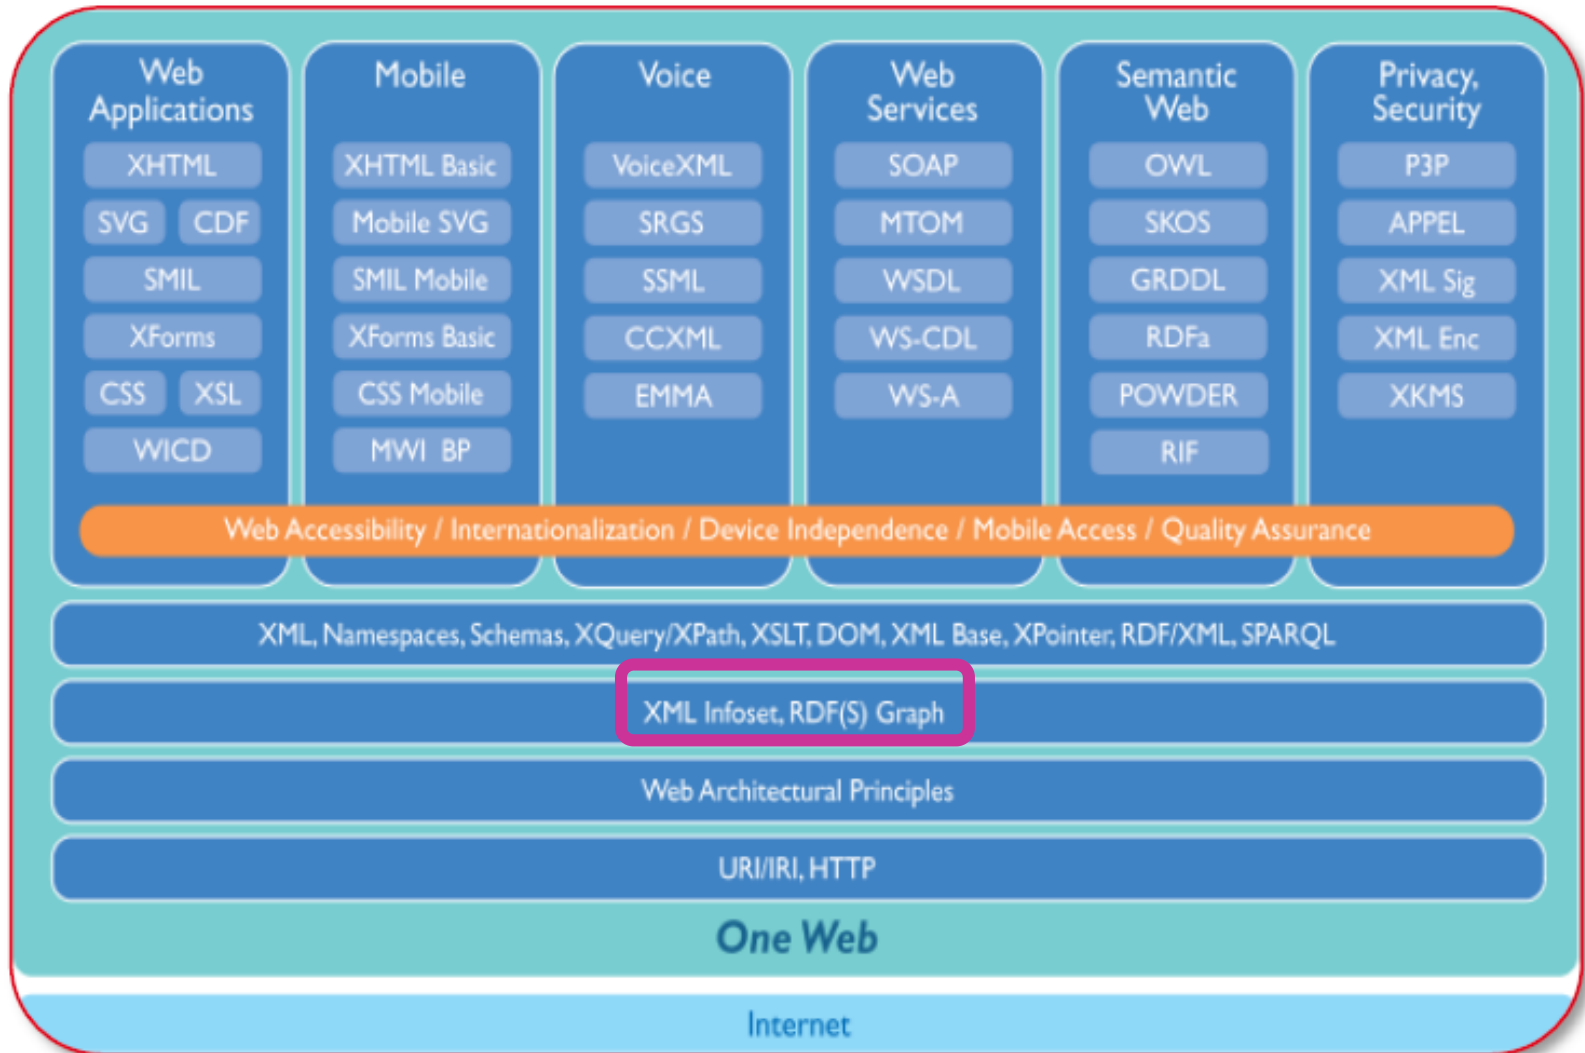 Web Applications
XHTML
SVG CDF
SMIL
XForms
CSS XSL
WICD
Mobile
XHTML Basic
Mobile SVG
SMIL Mobile
XForms Basic
CSS Mobile
MWI BP
Voice
VoiceXML
SRGS
SSML
CCXML
EMMA
Web Services
SOAP
MTOM
WSDL
WS-CDL
WS-A
Semantic Web
OWL
SKOS
GRDDL
RDFa
POWDER
RIF
Privacy, Security
P3P
APPEL
XML Sig
XML Enc
XKMS
Web Accessibility / Internationalization / Device Independence / Mobile Access / Quality Assurance
XML, Namespaces, Schemas, XQuery/XPath, XSLT, DOM, XML Base, XPointer, RDF/XML, SPARQL
XML Infoset, RDF(S) Graph
Web Architectural Principles
URI/IRI, HTTP
One Web
Internet